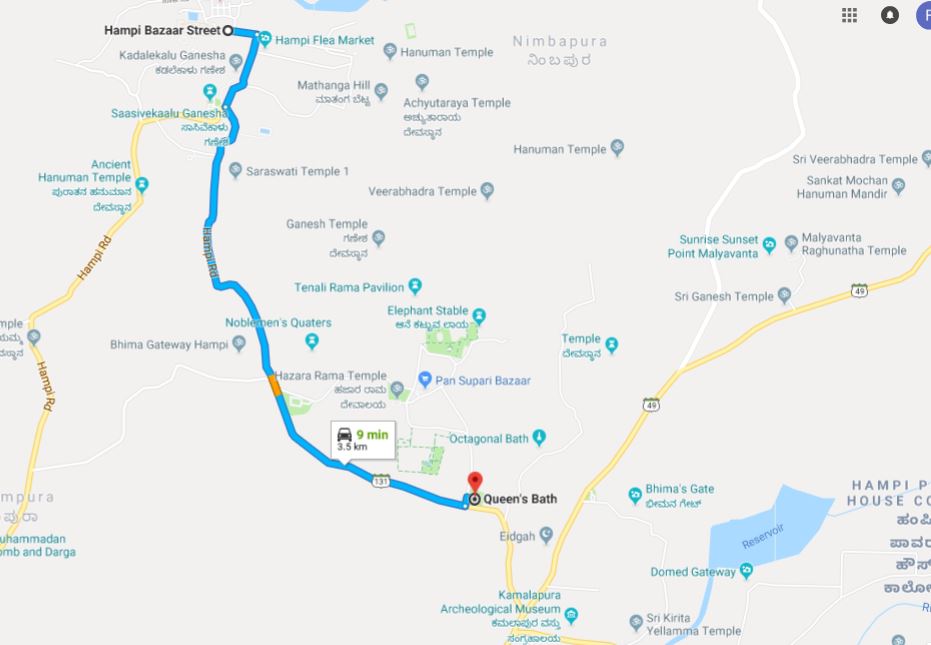 Hampi Bazaar Street
Hampi Flea Market
Nimbapura
ನಿಂಬಪುರ
Hanuman Temple
Kadalekalu Ganesha
ಕಡಲೆಕಾಳು ಗಣೇಶ
Mathanga Hill
ಮಾತಂಗ ಬೆಟ್ಟ
Achyutaraya Temple
ಅಚ್ಯುತಾರಾಯ
ದೇವಸ್ಥಾನ
Saasivekaalu Ganesha
ಸಾಸಿವೆಕಾಳು
ಗಣೇಶ
Hanuman Temple
Sri Veerabhadra Temple
Ancient
Hanuman Temple
ಪುರಾತನ ಹನುಮಾನ
ದೇವಸ್ಥಾನ
Saraswati Temple 1
Sankat Mochan
Hanuman Mandir
Veerabhadra Temple
Ganesh Temple
ಗಣೇಶ
ದೇವಸ್ಥಾನ
Hampi Rd
Hampi Rd
Sunrise Sunset
Point Malyavanta
Malyavanta
Raghunatha Temple
Tenali Rama Pavilion
Sri Ganesh Temple
49
Elephant Stable
ಆನೆ ಕಟ್ಟುವ ಲಾಯ
Noblemen's Quaters
Bhima Gateway Hampi
Temple
ದೇವಸ್ಥಾನ
Hampi Rd
Hazara Rama Temple
ಹಜಾರ ರಾಮ
ದೇವಾಲಯ
Pan Supari Bazaar
49
9 min
3.5 km
Octagonal Bath
131
Queen's Bath
Bhima's Gate
ಭೀಮನ ಗೇಟ್
HAMPI P
HOUSE CO
ಹಂಪಿ
ಪಾವರ
ಹೌಸ್
ಕಾಲೋ
mpura
ಪುರಾ
uhammadan
omb and Darga
Eidgah
Reservoir
Domed Gateway
Kamalapura
Archeological Museum
ಕಮಲಾಪುರ ವಸ್ತು
ಸಂಗ್ರಹಾಲಯ
Sri Kirita
Yellamma Temple